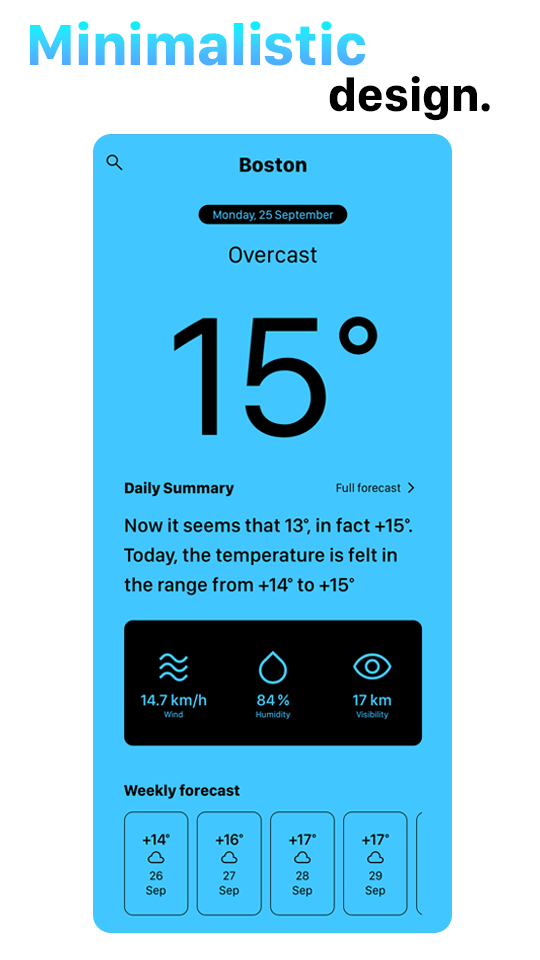 Minimalistic
design.
Boston
Monday, 25 September
Overcast
15°
Daily Summary
Full forecast
Now it seems that 13°, in fact +15°.
Today, the temperature is felt in
the range from +14° to +15°
14.7 km/h 84% 17 km
Wind Humidity Visibility
Weekly forecast
+14° +16° +17° +17°
26 27 28 29
Sep Sep Sep Sep